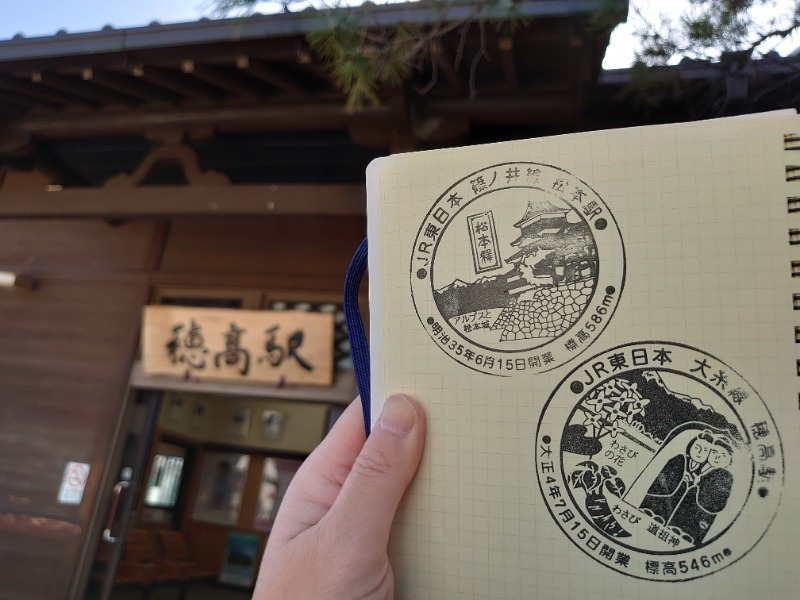 穂高駅
●JR東日本 篠ノ井線 松本駅●
松本驛
アルプスと
松本城
●明治35年6月15日開業 標高586m●
●JR東日本 大糸線 穂高駅●
わさび
の花
わさび
道祖神
●大正4年7月15日開業 標高546m●